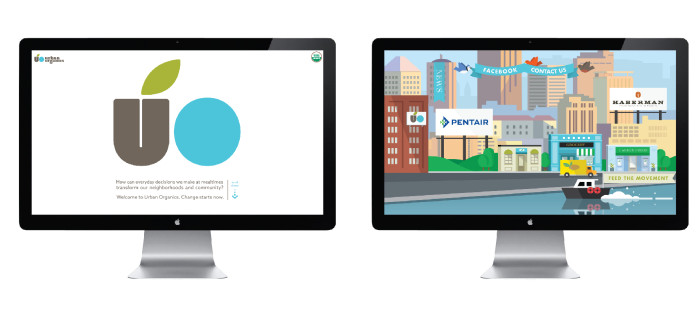 urban organics
UO
How can everyday decisions we make at mealtimes
transform our neighborhoods and community?
Welcome to Urban Organics. Change starts now.
NEWS
FACEBOOK
CONTACT US
PENTAIR
HABERMAN
FEED THE MOVEMENT